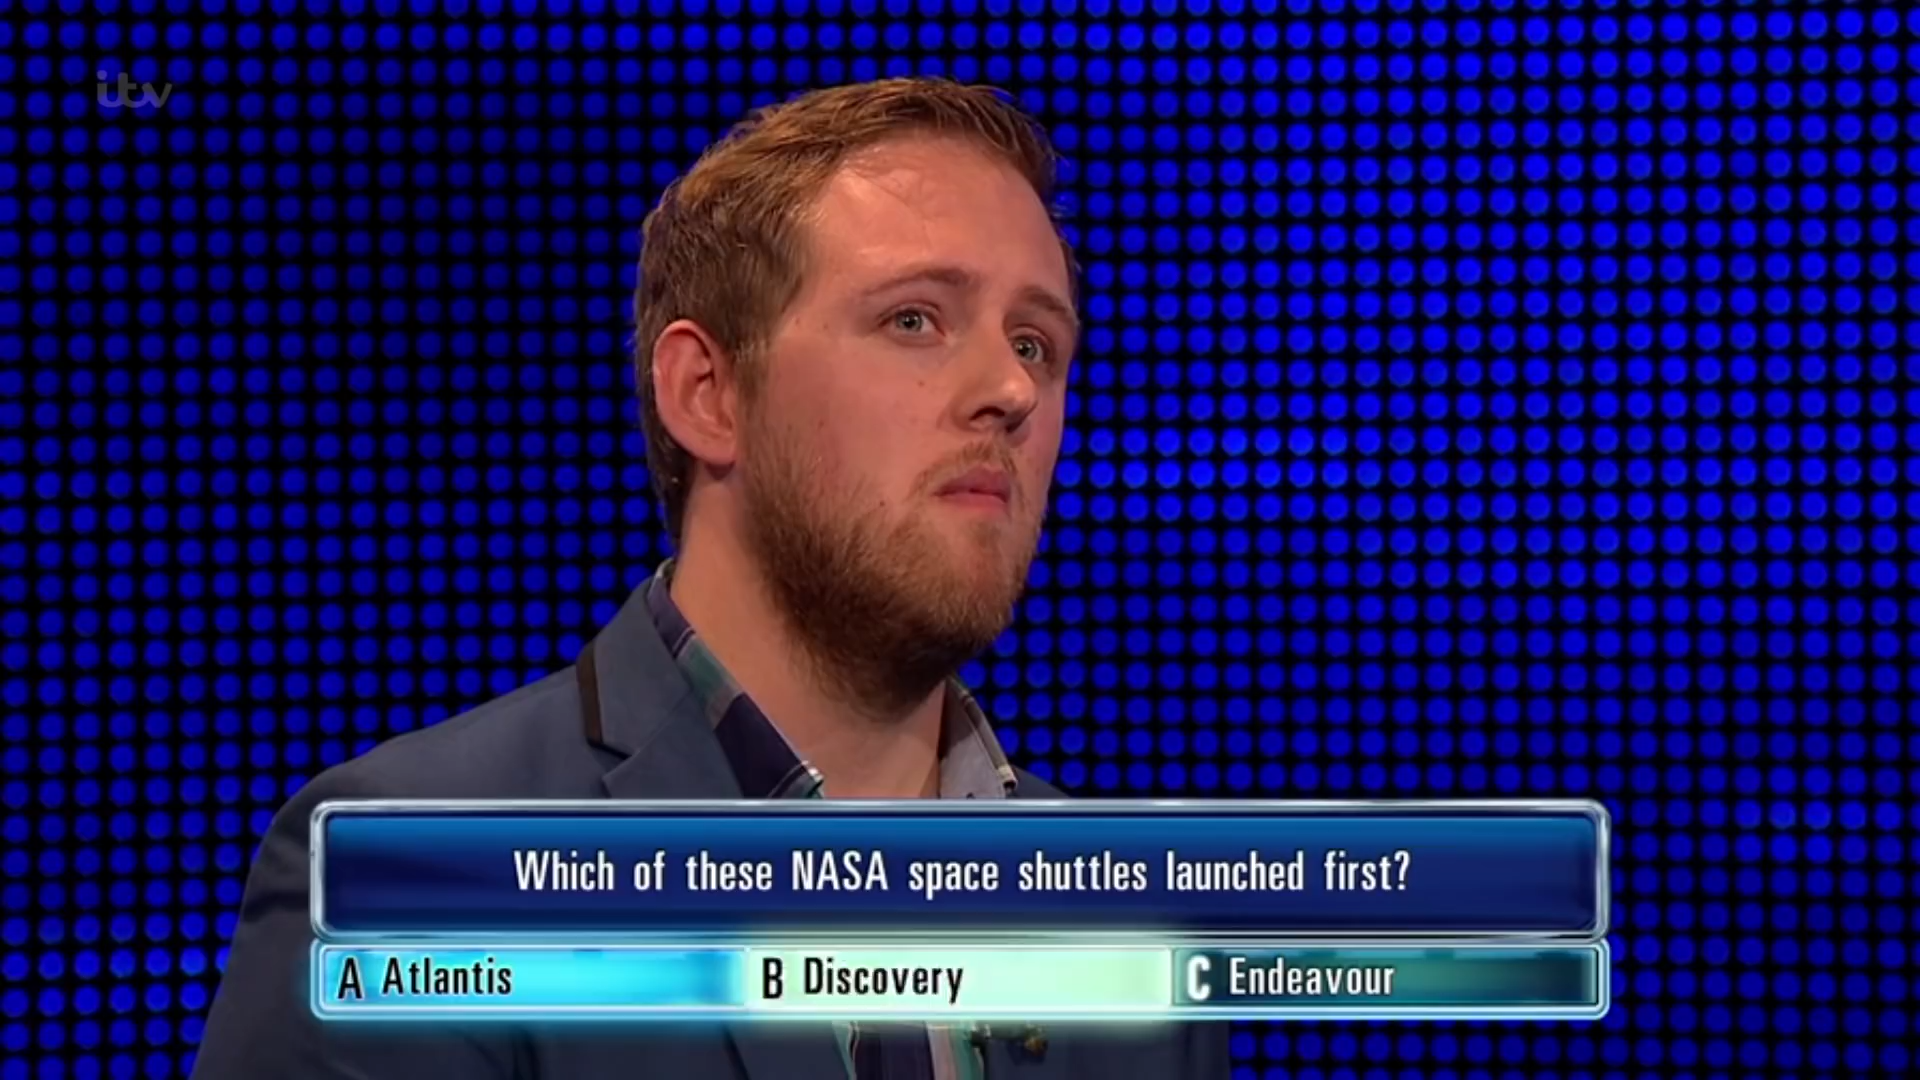 itv
Which of these NASA space shuttles launched first?
A Atlantis
B Discovery
C Endeavour